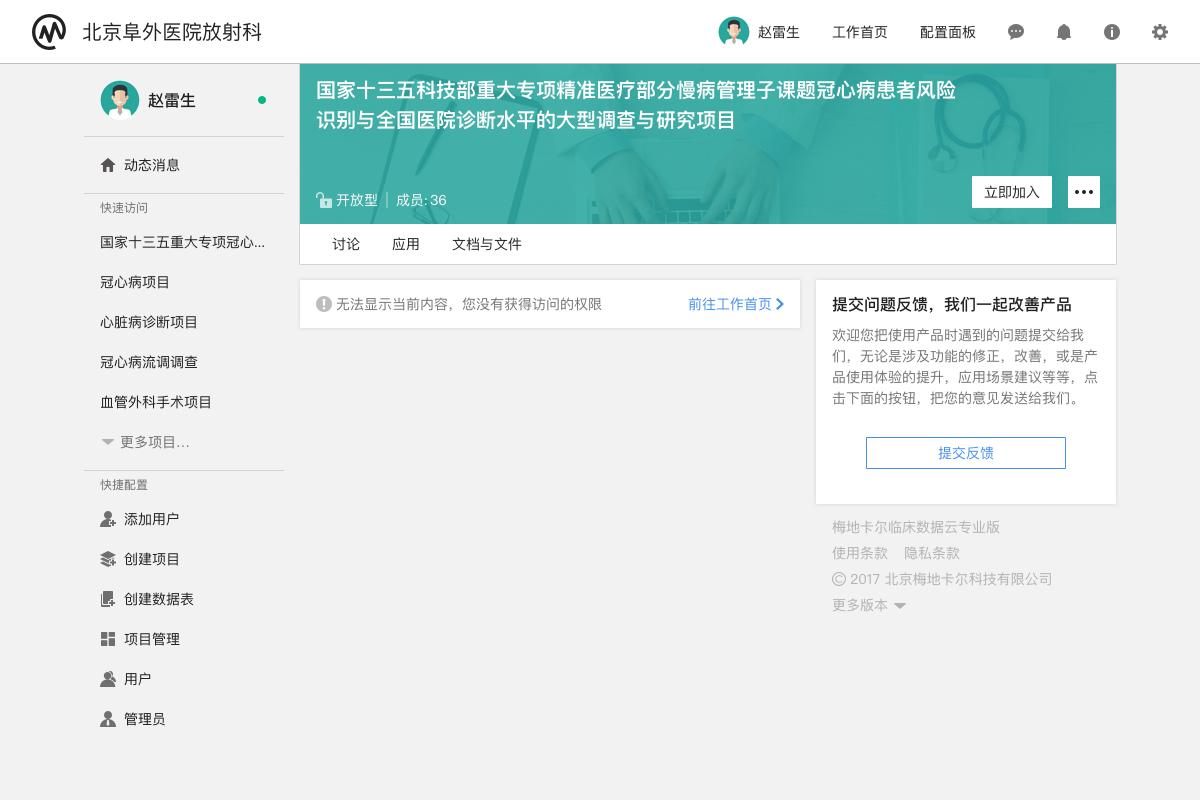 北京阜外医院放射科
赵雷生
工作首页
配置面板
赵雷生
动态消息
快速访问
国家十三五重大专项冠心...
冠心病项目
心脏病诊断项目
冠心病流调调查
血管外科手术项目
更多项目...
快捷配置
添加用户
创建项目
创建数据表
项目管理
用户
管理员
国家十三五科技部重大专项精准医疗部分慢病管理子课题冠心病患者风险
识别与全国医院诊断水平的大型调查与研究项目
开放型 | 成员: 36
立即加入
讨论
应用
文档与文件
无法显示当前内容，您没有获得访问的权限
前往工作首页
提交问题反馈，我们一起改善产品
欢迎您把使用产品时遇到的问题提交给我
们，无论是涉及功能的修正，改善，或是产
品使用体验的提升，应用场景建议等等，点
击下面的按钮，把您的意见发送给我们。
提交反馈
梅地卡尔临床数据云专业版
使用条款 隐私条款
© 2017 北京梅地卡尔科技有限公司
更多版本